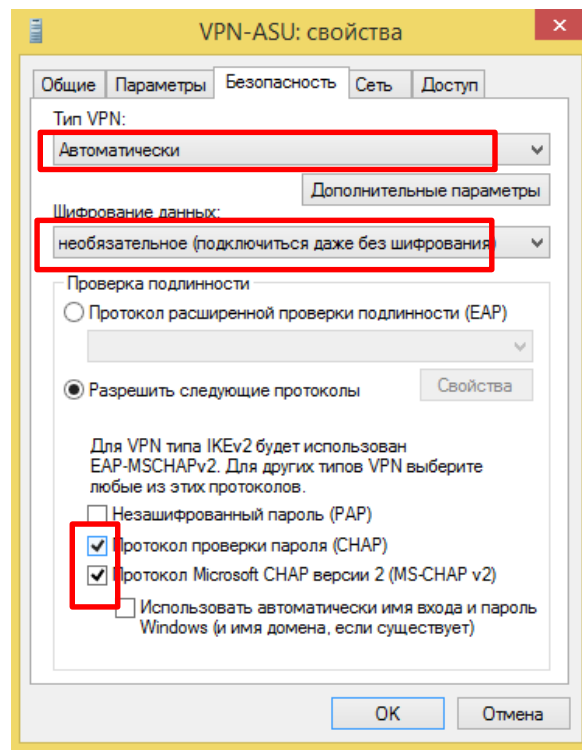 VPN-ASU: свойства
Общие Параметры Безопасность Сеть Доступ
Тип VPN:
Автоматически
Дополнительные параметры
Шифрование данных:
необязательное (подключиться даже без шифрования)
Проверка подлинности
Протокол расширенной проверки подлинности (EAP)
Разрешить следующие протоколы
Свойства
Для VPN типа IKEv2 будет использован
EAP-MSCHAPv2. Для других типов VPN выберите
любые из этих протоколов.
Незашифрованный пароль (PAP)
Протокол проверки пароля (CHAP)
Протокол Microsoft CHAP версии 2 (MS-CHAP v2)
Использовать автоматически имя входа и пароль
Windows (и имя домена, если существует)
OK Отмена